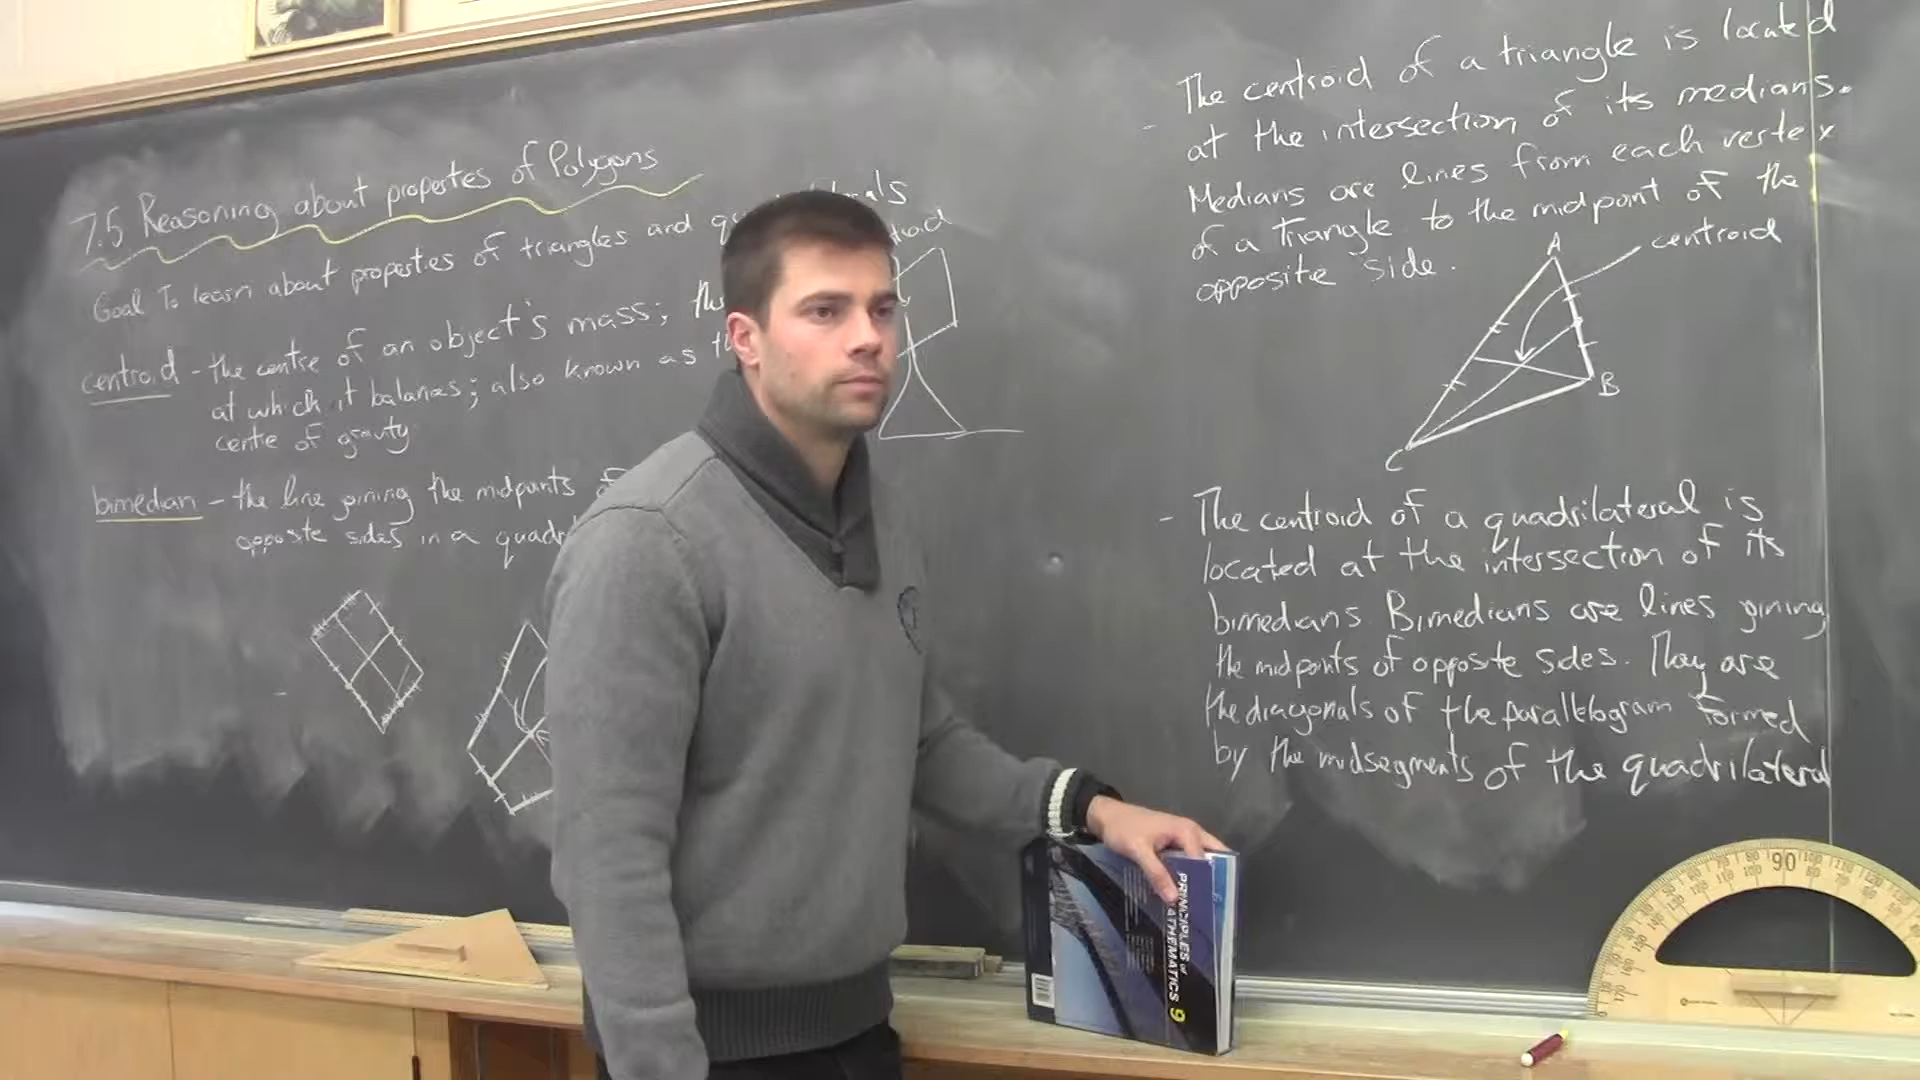 7.5 Reasoning about properties of Polygons
Goal To learn about properties of triangles and
centroid - the centre of an object's mass; the
at which it balances; also known as
centre of gravity
bimedian - the line joining the midpoints of
opposite sides in a
The centroid of a triangle is located
- at the intersection of its medians.
Medians are lines from each vertex
of a triangle to the midpoint of the
opposite side.
A
centroid
B
C
- The centroid of a quadrilateral is
located at the intersection of its
bimedians Bimedians are lines joining
the midpoints of opposite sides. They are
the diagonals of the parallelogram formed
by the midsegments of the quadrilateral
PRINCIPLES OF
MATHEMATICS 9
90